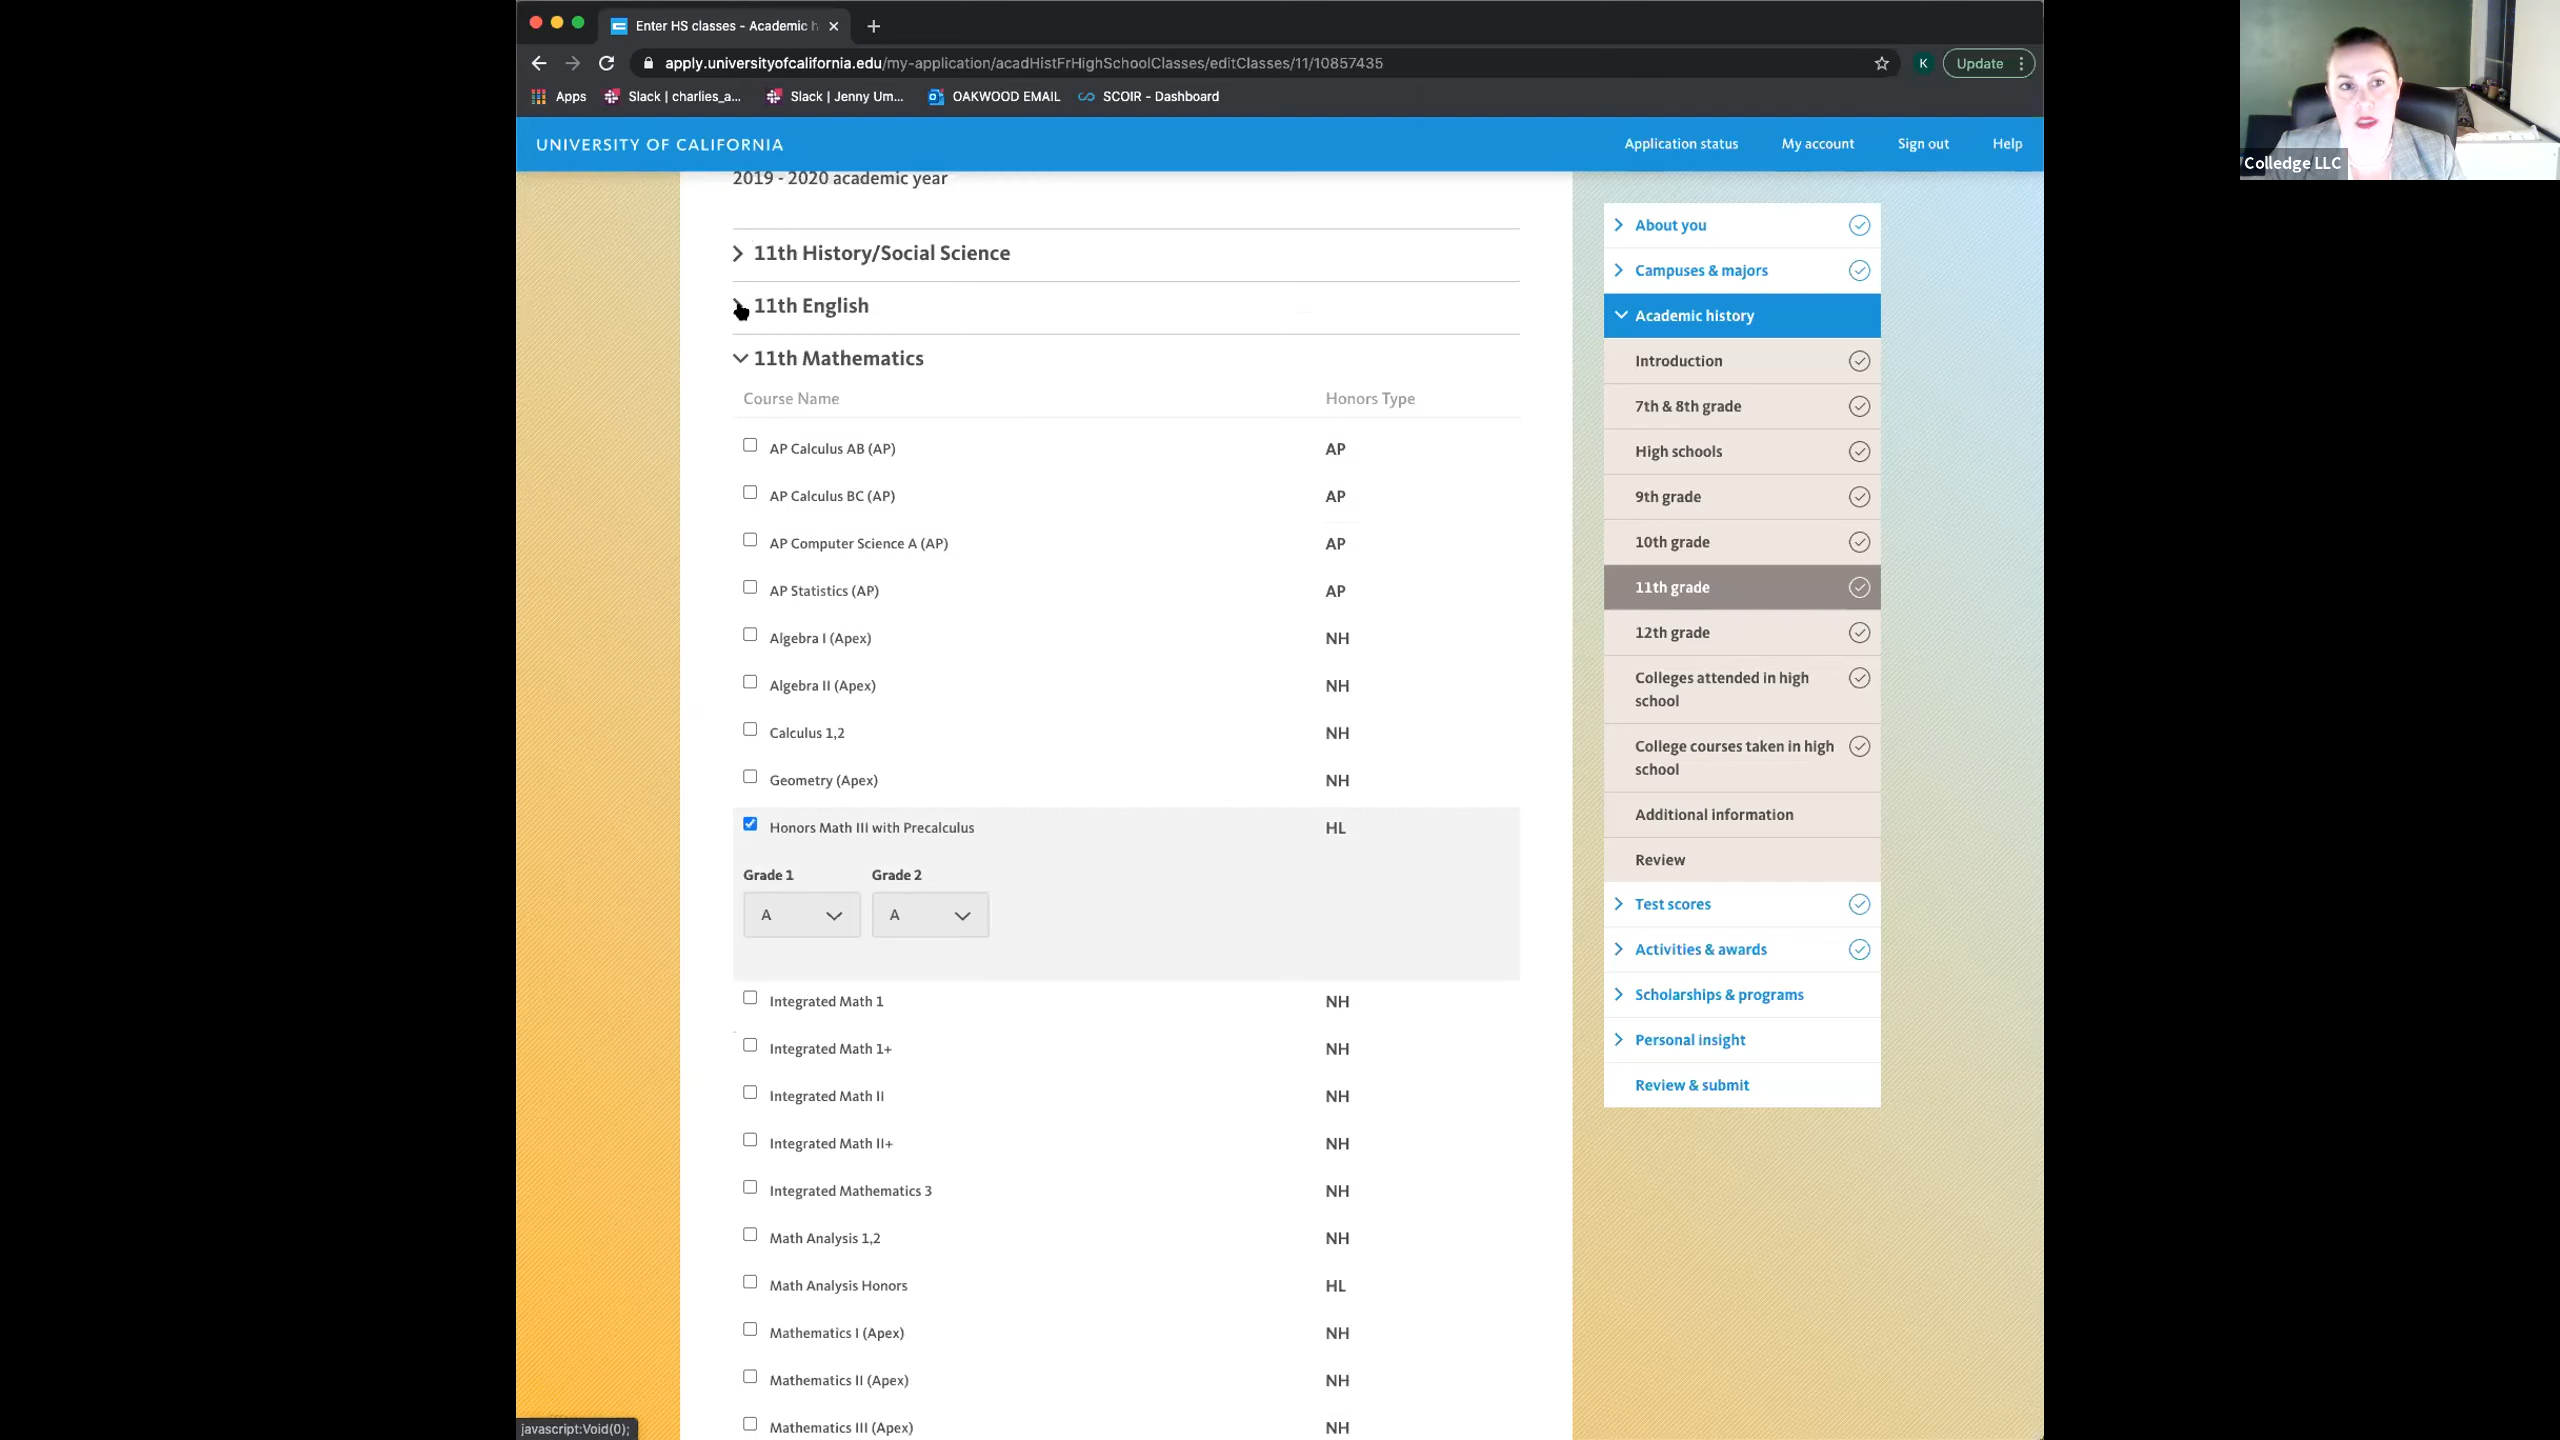 Enter HS classes - Academic h
apply.universityofcalifornia.edu/my-application/acadHistFrHighSchoolClasses/editClasses/11/10857435
K
Update
Apps
Slack | charlies_a...
Slack | Jenny Um...
OAKWOOD EMAIL
SCOIR - Dashboard
Colledge LLC
UNIVERSITY OF CALIFORNIA
Application status
My account
Sign out
Help
2019 - 2020 academic year
11th History/Social Science
11th English
11th Mathematics
Course Name Honors Type
AP Calculus AB (AP) AP
AP Calculus BC (AP) AP
AP Computer Science A (AP) AP
AP Statistics (AP) AP
Algebra I (Apex) NH
Algebra II (Apex) NH
Calculus 1,2 NH
Geometry (Apex) NH
Honors Math III with Precalculus HL
Grade 1 Grade 2
A A
Integrated Math 1 NH
Integrated Math 1+ NH
Integrated Math II NH
Integrated Math II+ NH
Integrated Mathematics 3 NH
Math Analysis 1,2 NH
Math Analysis Honors HL
Mathematics I (Apex) NH
Mathematics II (Apex) NH
Mathematics III (Apex) NH
About you
Campuses & majors
Academic history
Introduction
7th & 8th grade
High schools
9th grade
10th grade
11th grade
12th grade
Colleges attended in high
school
College courses taken in high
school
Additional information
Review
Test scores
Activities & awards
Scholarships & programs
Personal insight
Review & submit
javascript:Void(0);